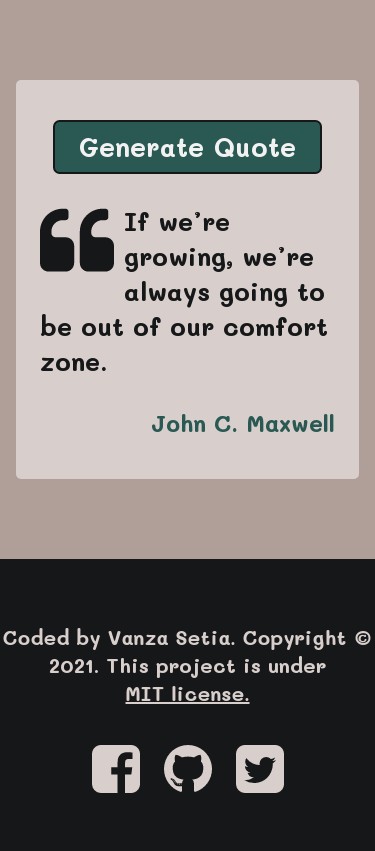 Generate Quote
If we’re
growing, we’re
always going to
be out of our comfort
zone.
John C. Maxwell
Coded by Vanza Setia. Copyright ©
2021. This project is under
MIT license.